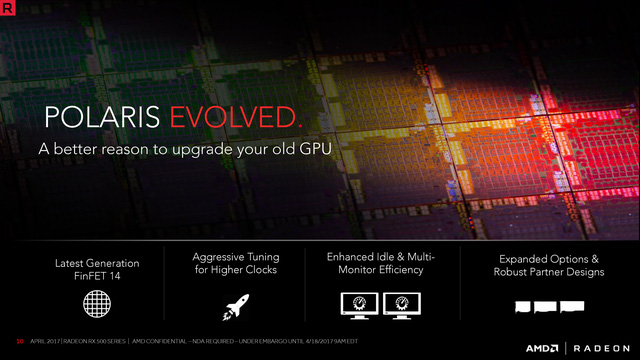 R
POLARIS EVOLVED.
A better reason to upgrade your old GPU
Latest Generation
FinFET 14
Aggressive Tuning
for Higher Clocks
Enhanced Idle & Multi-
Monitor Efficiency
Expanded Options &
Robust Partner Designs
10 APRIL 2017 | RADEON RX 500 SERIES | AMD CONFIDENTIAL – NDA REQUIRED – UNDER EMBARGO UNTIL 4/18/2017 9AM EDT
AMD | RADEON